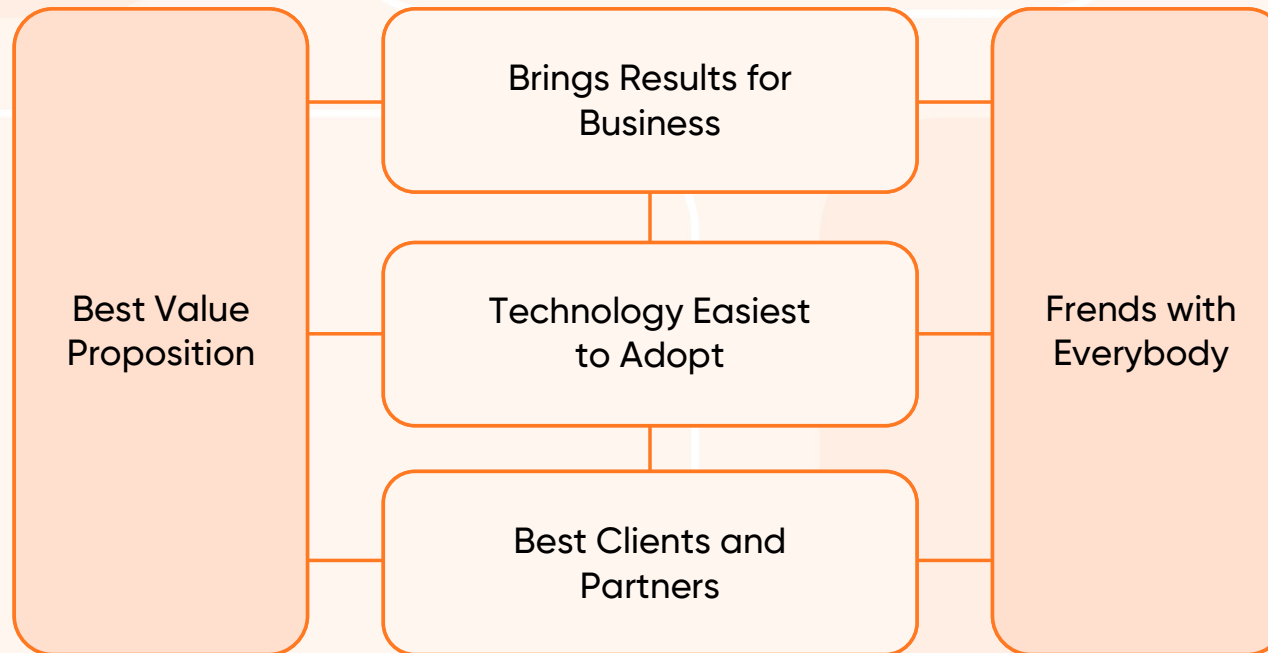 Brings Results for
Business
Best Value
Proposition
Technology Easiest
to Adopt
Frends with
Everybody
Best Clients and
Partners